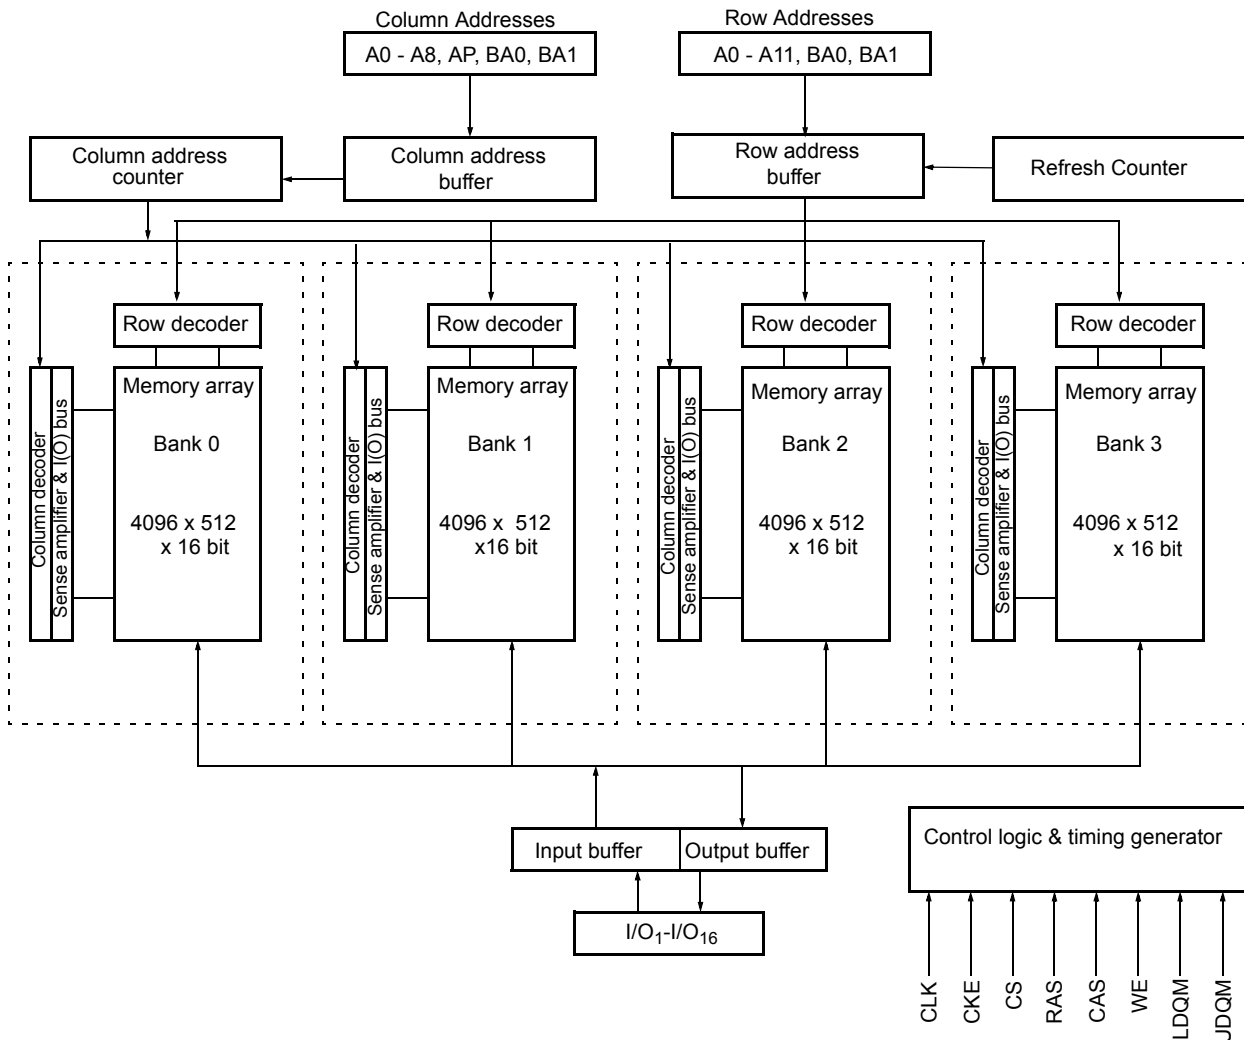 Column Addresses
Row Addresses
A0 - A8, AP, BA0, BA1
A0 - A11, BA0, BA1
Column address
counter
Column address
buffer
Row address
buffer
Refresh Counter
Row decoder
Row decoder
Row decoder
Row decoder
Column decoder
Sense amplifier & I(O) bus
Memory array
Bank 0
4096 x 512
x 16 bit
Column decoder
Sense amplifier & I(O) bus
Memory array
Bank 1
4096 x 512
x16 bit
Column decoder
Sense amplifier & I(O) bus
Memory array
Bank 2
4096 x 512
x 16 bit
Column decoder
Sense amplifier & I(O) bus
Memory array
Bank 3
4096 x 512
x 16 bit
Input buffer
Output buffer
I/O1-I/O16
Control logic & timing generator
CLK
CKE
CS
RAS
CAS
WE
LDQM
UDQM